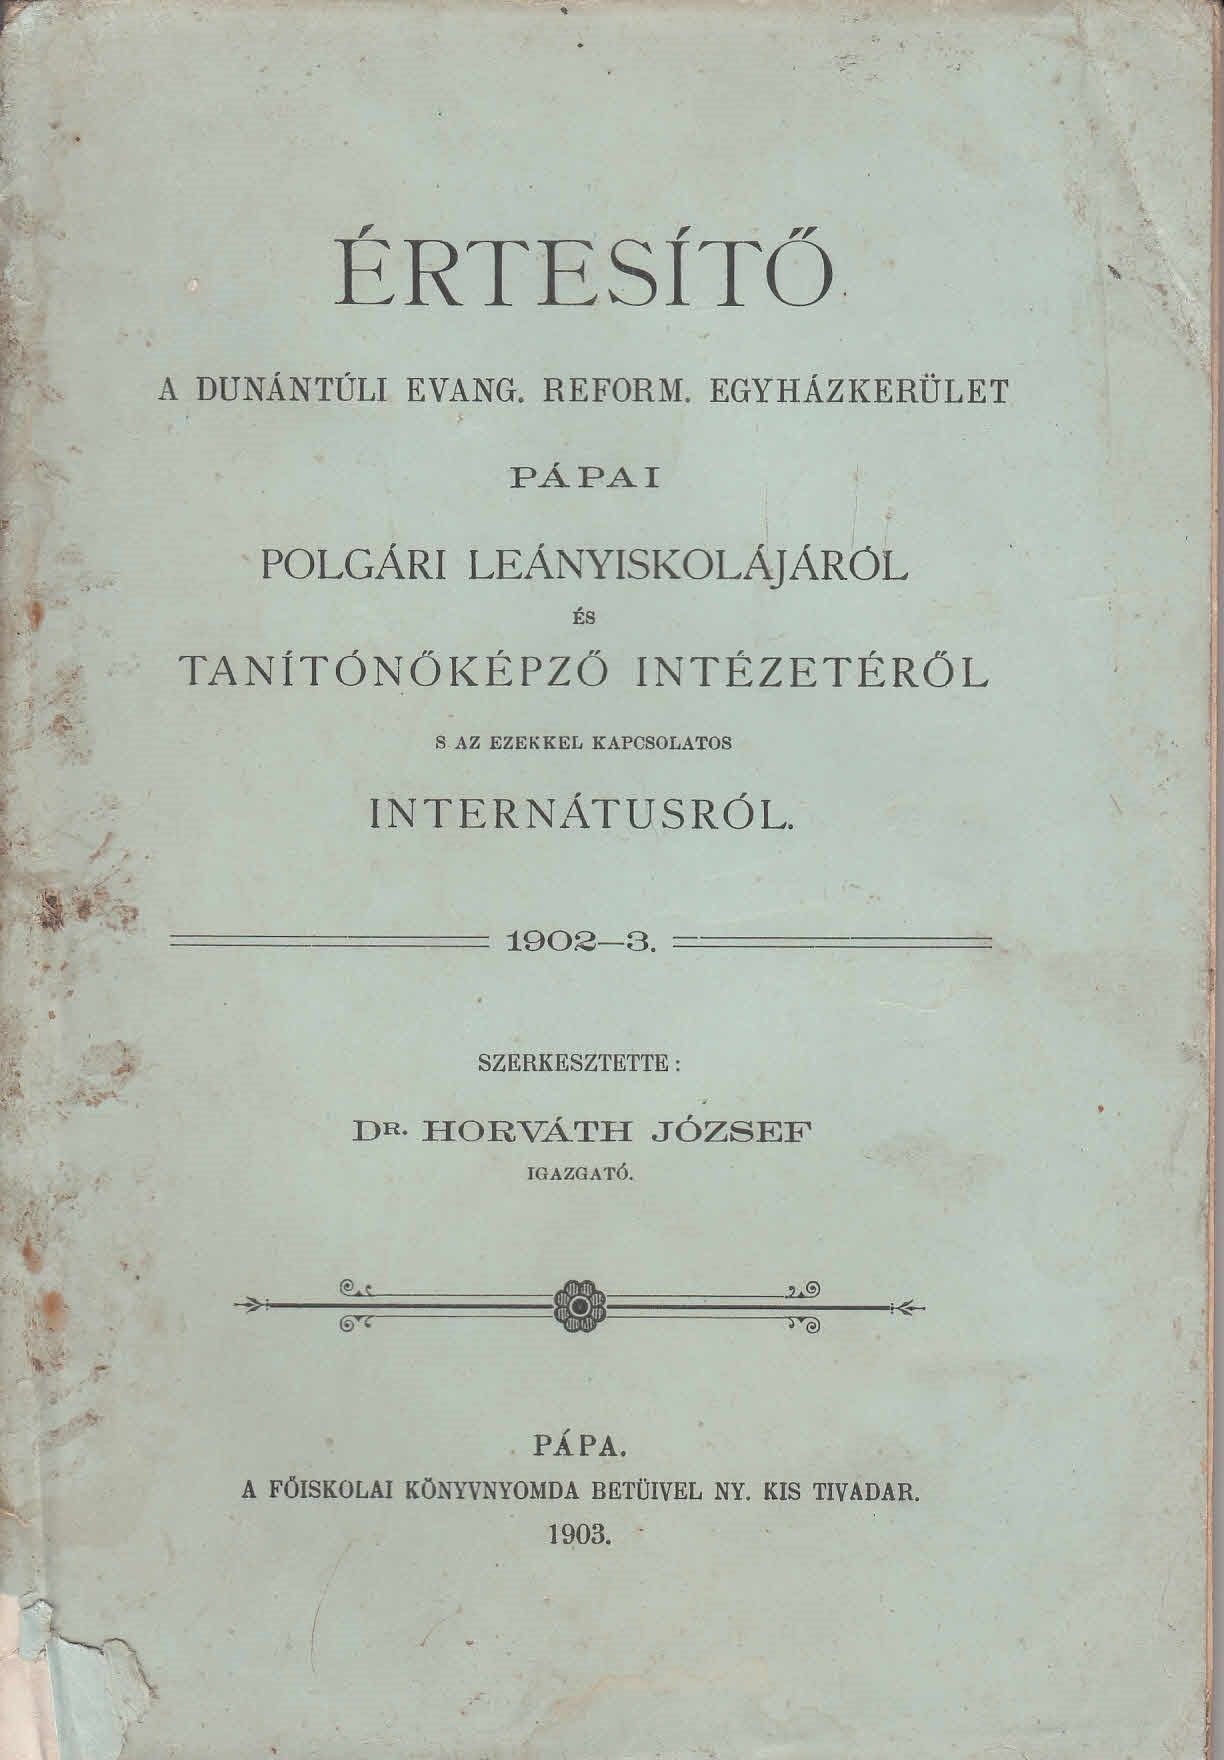 ÉRTESÍTŐ
A DUNÁNTÚLI EVANG. REFORM. EGYHÁZKERÜLET
PÁPAI
POLGÁRI LEÁNYISKOLÁJÁRÓL
ÉS
TANÍTÓNŐKÉPZŐ INTÉZETÉRŐL
S AZ EZEKKEL KAPCSOLATOS
INTERNÁTUSRÓL.
1902–3.
SZERKESZTETTE:
DR. HORVÁTH JÓZSEF
IGAZGATÓ.
PÁPA.
A FŐISKOLAI KÖNYVNYOMDA BETÜIVEL NY. KIS TIVADAR.
1903.